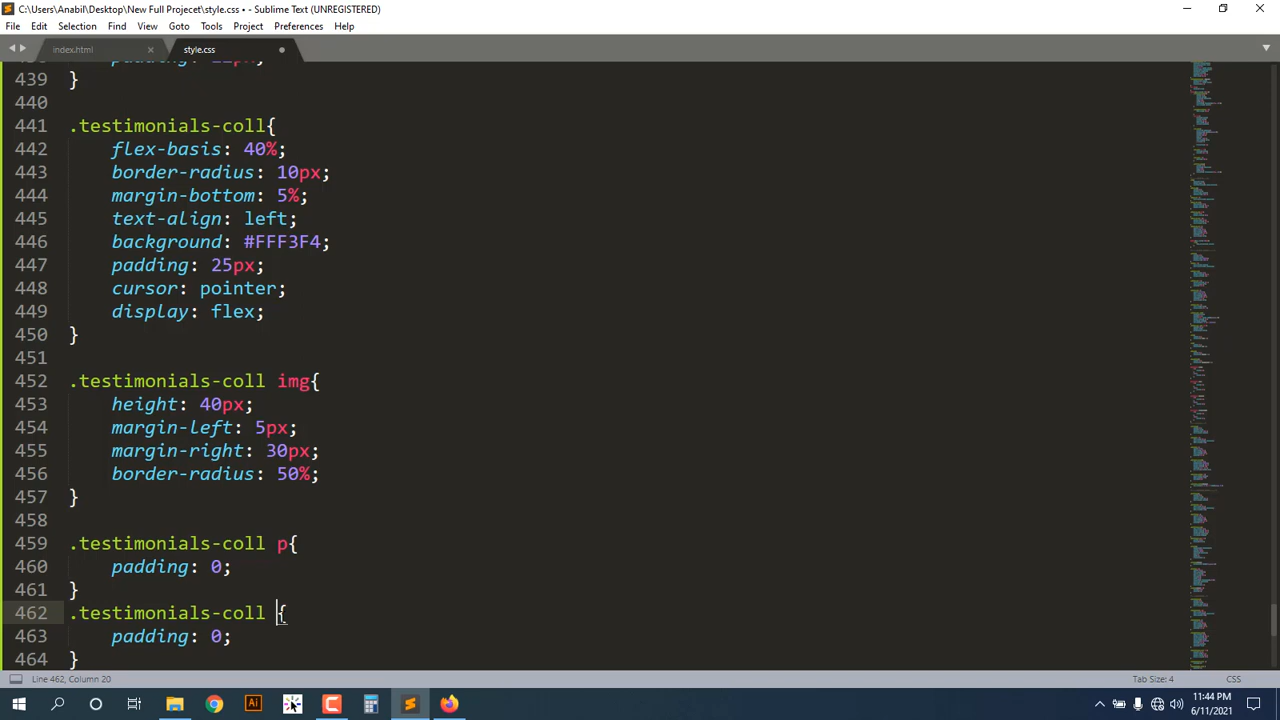 C:\Users\Anabil\Desktop\New Full Projecet\style.css • - Sublime Text (UNREGISTERED)
File Edit Selection Find View Goto Tools Project Preferences Help
index.html style.css
439 }
440
441 .testimonials-coll{
442 flex-basis: 40%;
443 border-radius: 10px;
444 margin-bottom: 5%;
445 text-align: left;
446 background: #FFF3F4;
447 padding: 25px;
448 cursor: pointer;
449 display: flex;
450 }
451
452 .testimonials-coll img{
453 height: 40px;
454 margin-left: 5px;
455 margin-right: 30px;
456 border-radius: 50%;
457 }
458
459 .testimonials-coll p{
460 padding: 0;
461 }
462 .testimonials-coll {
463 padding: 0;
464 }
Line 462, Column 20 Tab Size: 4 CSS
Ai
11:44 PM
6/11/2021